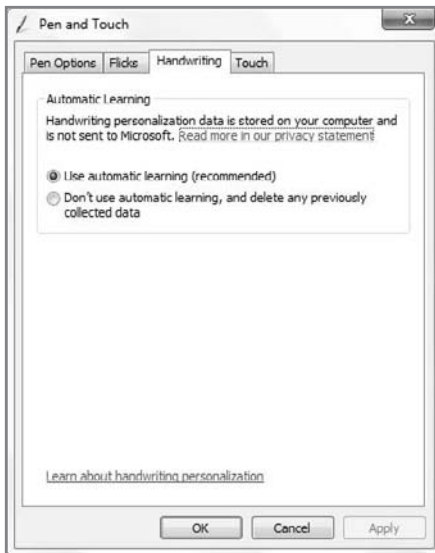 Pen and Touch
Pen Options Flicks Handwriting Touch
Automatic Learning
Handwriting personalization data is stored on your computer and
is not sent to Microsoft. Read more in our privacy statement
Use automatic learning (recommended)
Don't use automatic learning, and delete any previously
collected data
Learn about handwriting personalization
OK Cancel Apply